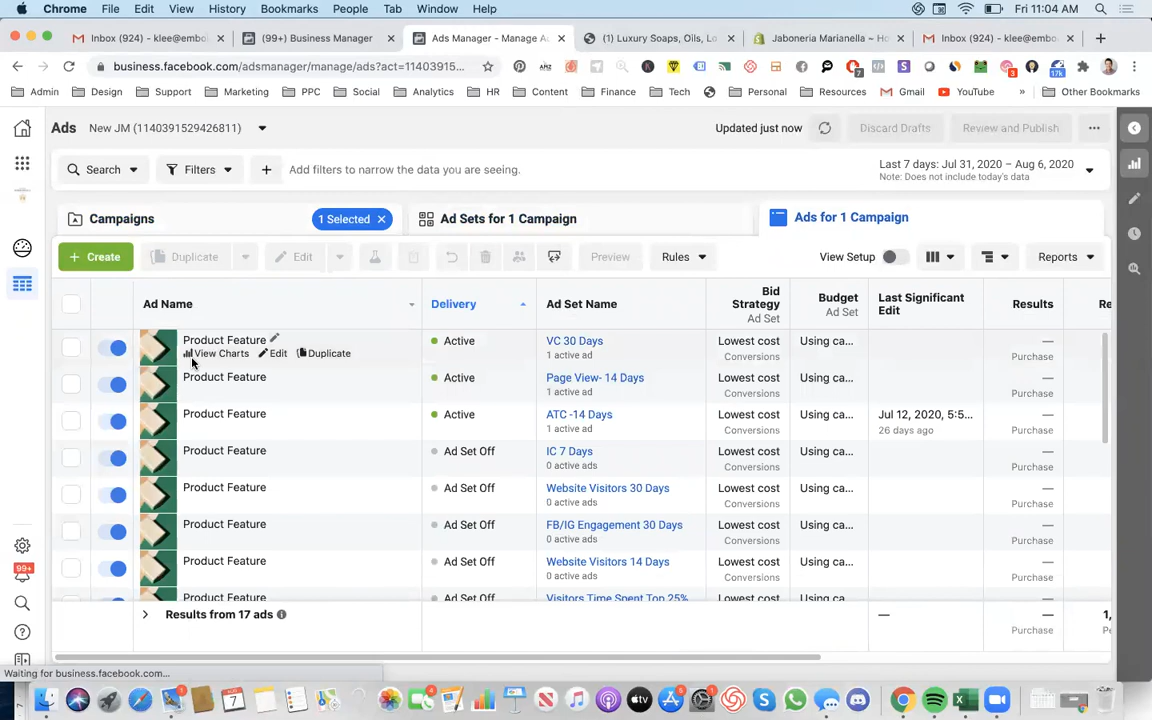 Chrome File Edit View History Bookmarks People Tab Window Help Fri 11:04 AM
Inbox (924) - klee@embo (99+) Business Manager Ads Manager - Manage A (1) Luxury Soaps, Oils, Lo Jaboneria Marianella ~ Ho Inbox (924) - klee@embo
business.facebook.com/adsmanager/manage/ads?act=11403915... 7 3 17k
Admin Design Support Marketing PPC Social Analytics HR Content Finance Tech Personal Resources Gmail YouTube » Other Bookmarks
Ads New JM (1140391529426811) Updated just now Discard Drafts Review and Publish
Search Filters Add filters to narrow the data you are seeing. Last 7 days: Jul 31, 2020 – Aug 6, 2020
Note: Does not include today's data
Campaigns 1 Selected Ad Sets for 1 Campaign Ads for 1 Campaign
+ Create Duplicate Edit Preview Rules View Setup Reports
Ad Name Delivery Ad Set Name Bid Strategy Budget Last Significant Edit Results Re
Ad Set Ad Set
Product Feature Active VC 30 Days Lowest cost Using ca... —
View Charts Edit Duplicate 1 active ad Conversions Purchase
Product Feature Active Page View- 14 Days Lowest cost Using ca... —
1 active ad Conversions Purchase
Product Feature Active ATC -14 Days Lowest cost Using ca... Jul 12, 2020, 5:5... —
1 active ad Conversions 26 days ago Purchase
Product Feature Ad Set Off IC 7 Days Lowest cost Using ca... —
0 active ads Conversions Purchase
Product Feature Ad Set Off Website Visitors 30 Days Lowest cost Using ca... —
0 active ads Conversions Purchase
Product Feature Ad Set Off FB/IG Engagement 30 Days Lowest cost Using ca... —
0 active ads Conversions Purchase
Product Feature Ad Set Off Website Visitors 14 Days Lowest cost Using ca... —
0 active ads Conversions Purchase
Product Feature Ad Set Off Visitors Time Spent Top 25% Lowest cost Using ca... —
99+
Results from 17 ads — — 1,
Purchase
Waiting for business.facebook.com...